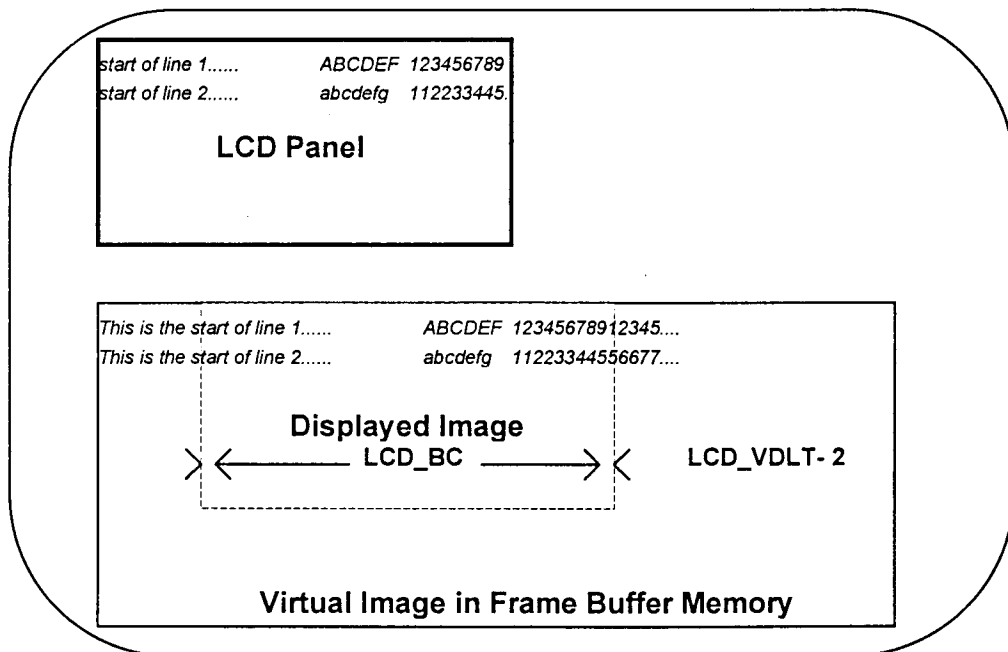 start of line 1...... ABCDEF 123456789
start of line 2...... abcdefg 112233445.
LCD Panel
This is the start of line 1...... ABCDEF 12345678912345....
This is the start of line 2...... abcdefg 11223344556677....
Displayed Image
LCD_BC LCD_VDLT- 2
Virtual Image in Frame Buffer Memory